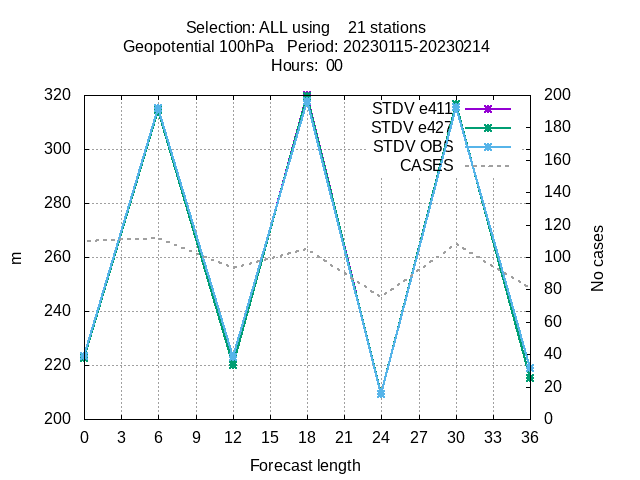 Selection: ALL using 21 stations
Geopotential 100hPa Period: 20230115-20230214
Hours: 00
STDV e411
STDV e427
STDV OBS
CASES
320
300
280
260
240
220
200
m
200
180
160
140
120
100
80
60
40
20
0
No cases
0 3 6 9 12 15 18 21 24 27 30 33 36
Forecast length